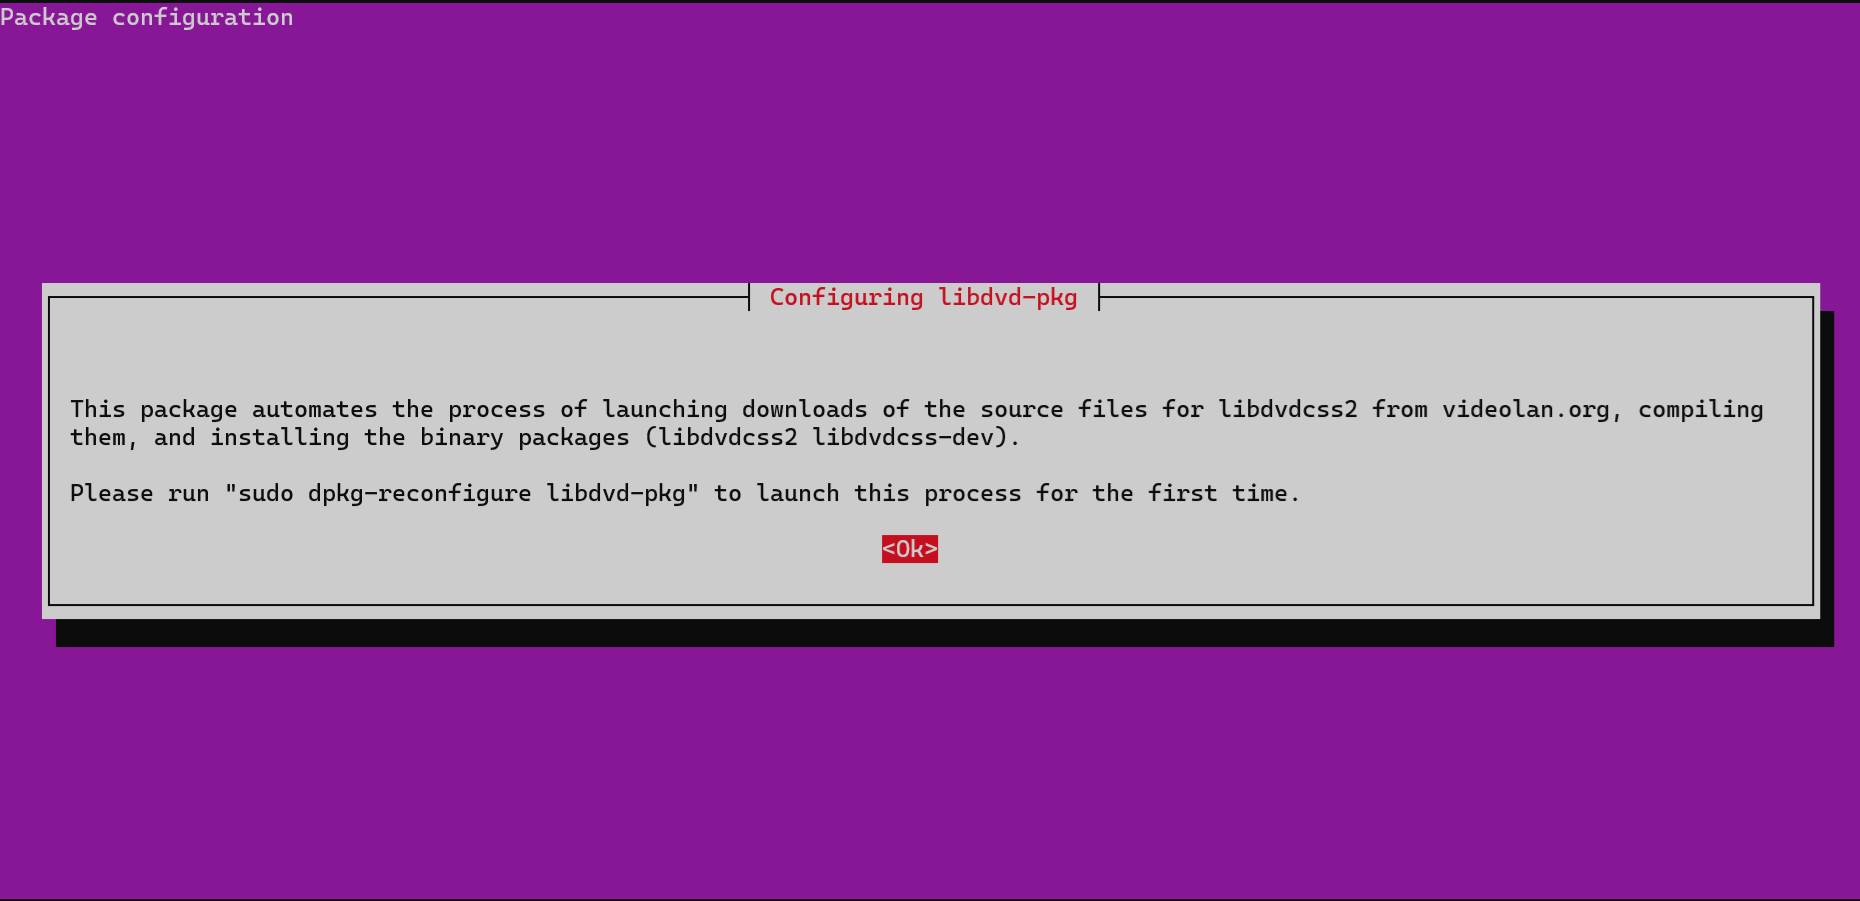 Package configuration
Configuring libdvd-pkg
This package automates the process of launching downloads of the source files for libdvdcss2 from videolan.org, compiling
them, and installing the binary packages (libdvdcss2 libdvdcss-dev).
Please run "sudo dpkg-reconfigure libdvd-pkg" to launch this process for the first time.
<Ok>